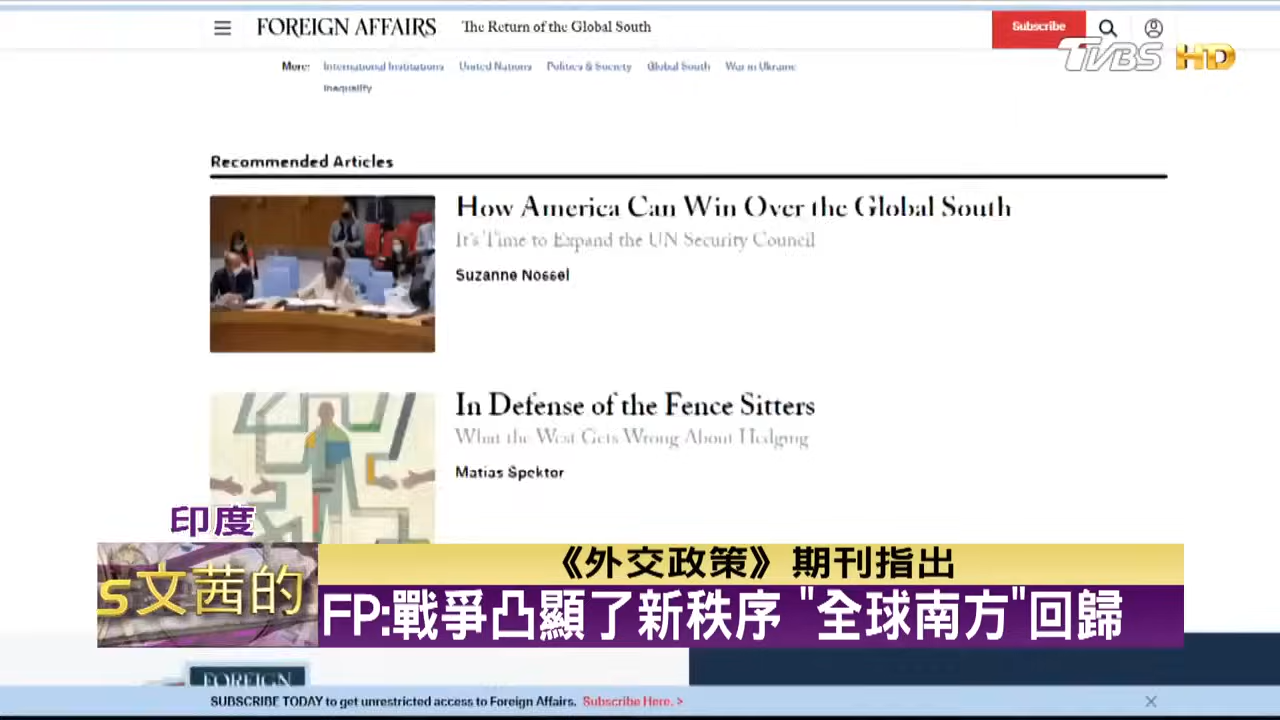 FOREIGN AFFAIRS The Return of the Global South Subscribe
TVBS HD
More: International Institutions United Nations Politics & Society Global South War in Ukraine
Inequality
Recommended Articles
How America Can Win Over the Global South
It's Time to Expand the UN Security Council
Suzanne Nossel
In Defense of the Fence Sitters
What the West Gets Wrong About Hedging
Matias Spektor
印度
《外交政策》期刊指出
S文茜的
FP:戰爭凸顯了新秩序 "全球南方"回歸
FOREIGN
SUBSCRIBE TODAY to get unrestricted access to Foreign Affairs. Subscribe Here. >